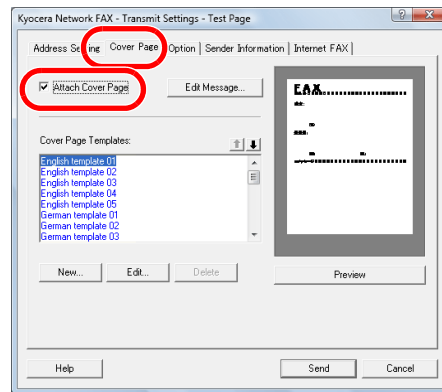 Kyocera Network FAX - Transmit Settings - Test Page
Address Se ing Cover Page Option Sender Information Internet FAX
Attach Cover Page Edit Message...
Cover Page Templates:
English template 01
English template 02
English template 03
English template 04
English template 05
German template 01
German template 02
German template 03
New... Edit... Delete
FAX
Preview
Help Send Cancel